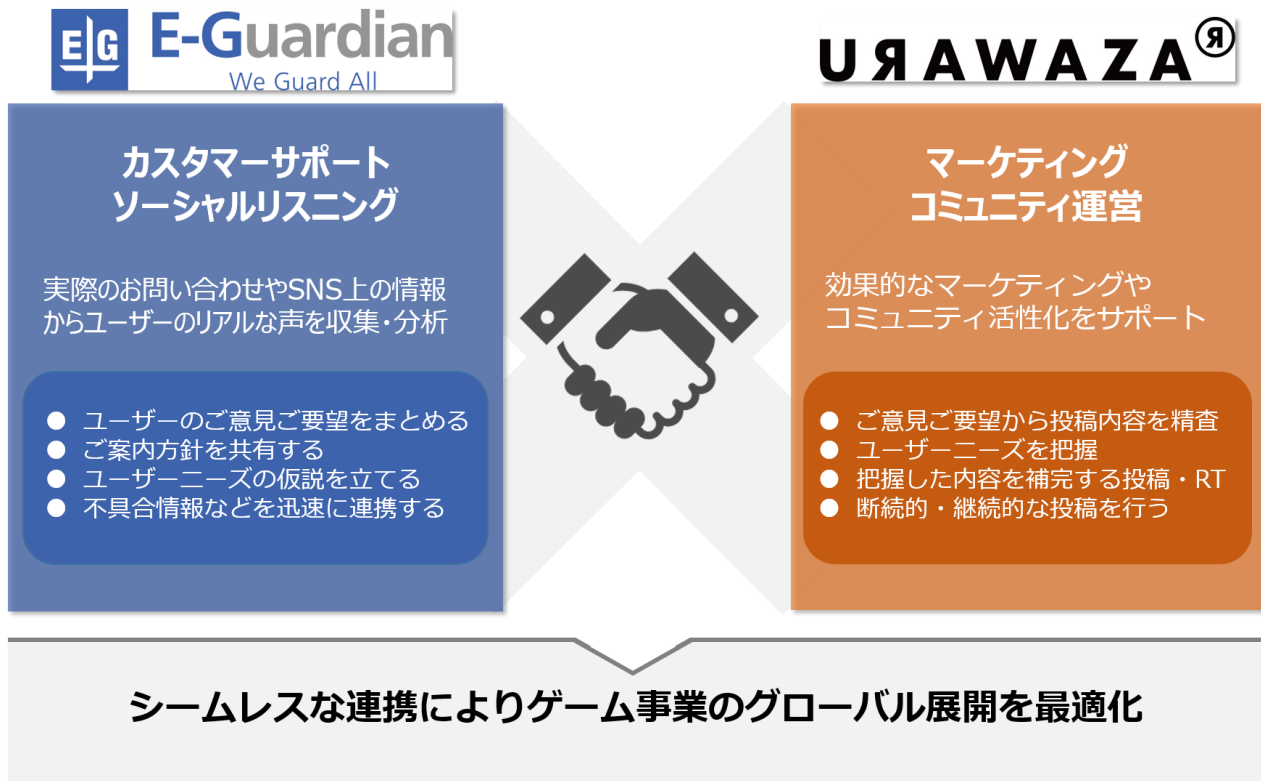 EG E-Guardian
We Guard All
URAWAZA®
カスタマーサポート
ソーシャルリスニング
実際のお問い合わせやSNS上の情報
からユーザーのリアルな声を収集・分析
● ユーザーのご意見ご要望をまとめる
● ご案内方針を共有する
● ユーザーニーズの仮説を立てる
● 不具合情報などを迅速に連携する
マーケティング
コミュニティ運営
効果的なマーケティングや
コミュニティ活性化をサポート
● ご意見ご要望から投稿内容を精査
● ユーザーニーズを把握
● 把握した内容を補完する投稿・RT
● 断続的・継続的な投稿を行う
シームレスな連携によりゲーム事業のグローバル展開を最適化